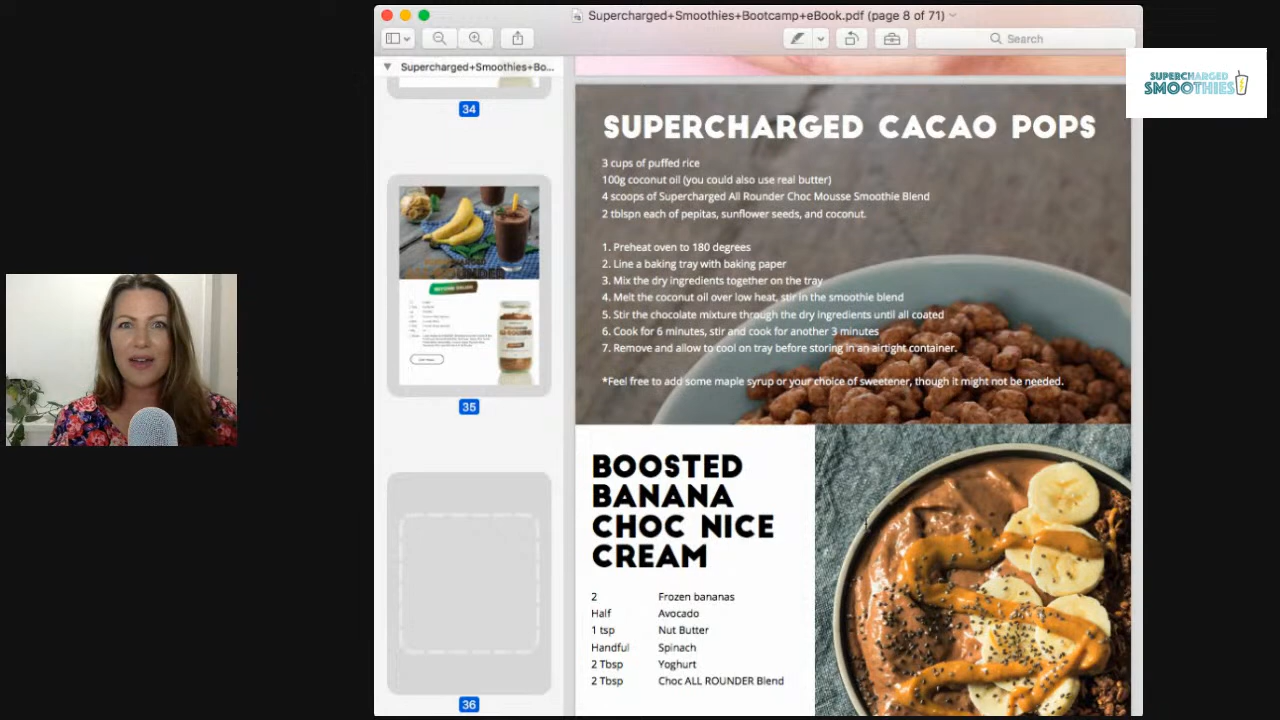 Supercharged+Smoothies+Bootcamp+eBook.pdf (page 8 of 71)
Search
Supercharged+Smoothies+Bo...
SUPERCHARGED
SMOOTHIES
34
35
36
SUPERCHARGED CACAO POPS
3 cups of puffed rice
100g coconut oil (you could also use real butter)
4 scoops of Supercharged All Rounder Choc Mousse Smoothie Blend
2 tblspn each of pepitas, sunflower seeds, and coconut.
1. Preheat oven to 180 degrees
2. Line a baking tray with baking paper
3. Mix the dry ingredients together on the tray
4. Melt the coconut oil over low heat, stir in the smoothie blend
5. Stir the chocolate mixture through the dry ingredients until all coated
6. Cook for 6 minutes, stir and cook for another 3 minutes
7. Remove and allow to cool on tray before storing in an airtight container.
*Feel free to add some maple syrup or your choice of sweetener, though it might not be needed.
BOOSTED
BANANA
CHOC NICE
CREAM
2 Frozen bananas
Half Avocado
1 tsp Nut Butter
Handful Spinach
2 Tbsp Yoghurt
2 Tbsp Choc ALL ROUNDER Blend